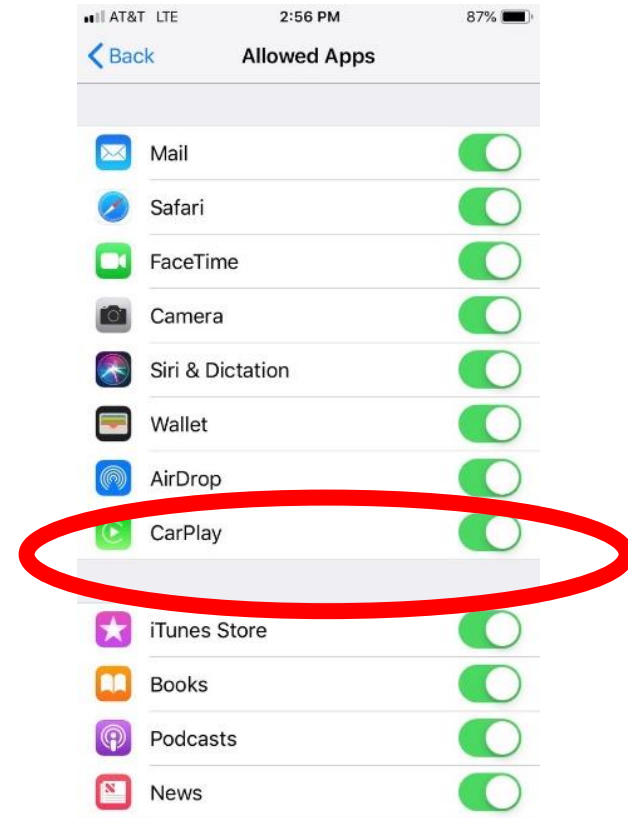 AT&T LTE 2:56 PM 87%
Back Allowed Apps
Mail
Safari
FaceTime
Camera
Siri & Dictation
Wallet
AirDrop
CarPlay
iTunes Store
Books
Podcasts
News